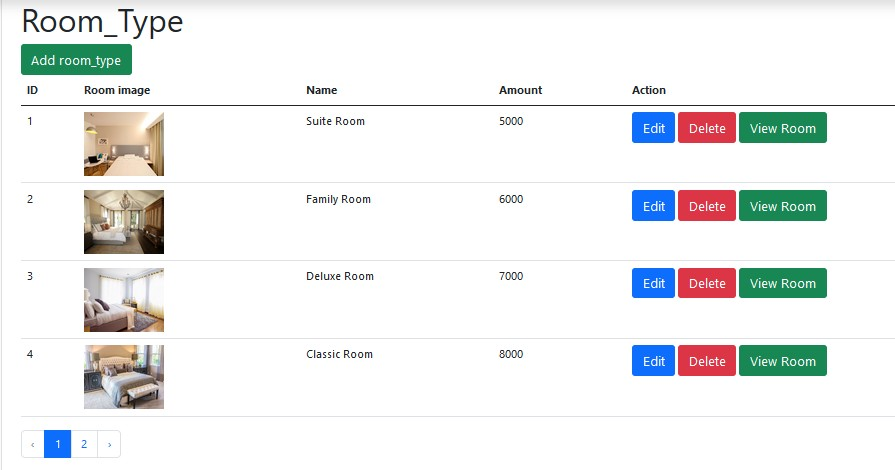 Room_Type
Add room_type
ID Room image Name Amount Action
1 Suite Room 5000 Edit Delete View Room
2 Family Room 6000 Edit Delete View Room
3 Deluxe Room 7000 Edit Delete View Room
4 Classic Room 8000 Edit Delete View Room
‹ 1 2 ›